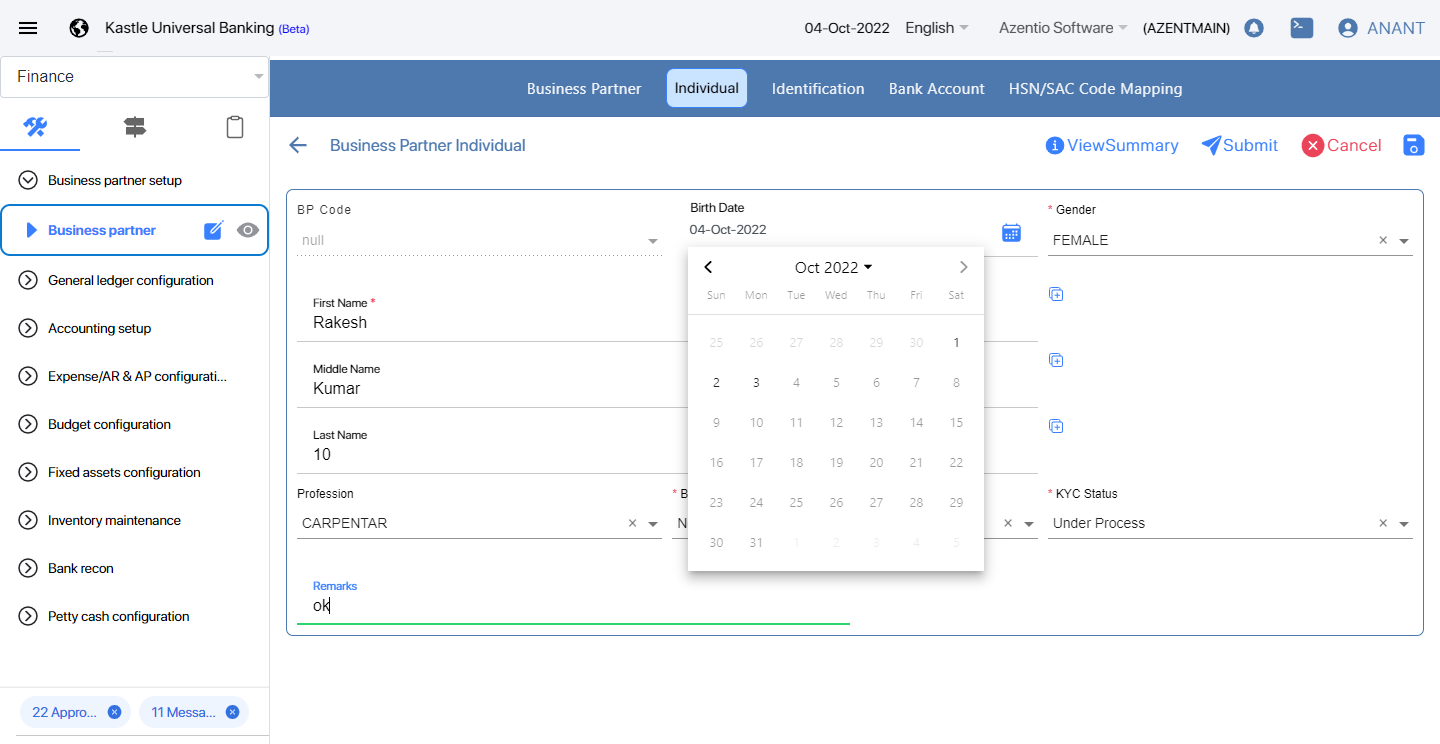 Kastle Universal Banking (Beta)
04-Oct-2022 English Azentio Software (AZENTMAIN) ANANT
Finance
Business Partner Individual Identification Bank Account HSN/SAC Code Mapping
Business Partner Individual
ViewSummary Submit Cancel
Business partner setup
Business partner
General ledger configuration
Accounting setup
Expense/AR & AP configurati...
Budget configuration
Fixed assets configuration
Inventory maintenance
Bank recon
Petty cash configuration
22 Appro... 11 Messa...
BP Code
null
Birth Date
04-Oct-2022
* Gender
FEMALE
First Name *
Rakesh
Middle Name
Kumar
Last Name
10
Oct 2022
Sun Mon Tue Wed Thu Fri Sat
25 26 27 28 29 30 1
2 3 4 5 6 7 8
9 10 11 12 13 14 15
16 17 18 19 20 21 22
23 24 25 26 27 28 29
30 31 1 2 3 4 5
Profession
CARPENTAR
* B
N
* KYC Status
Under Process
Remarks
ok